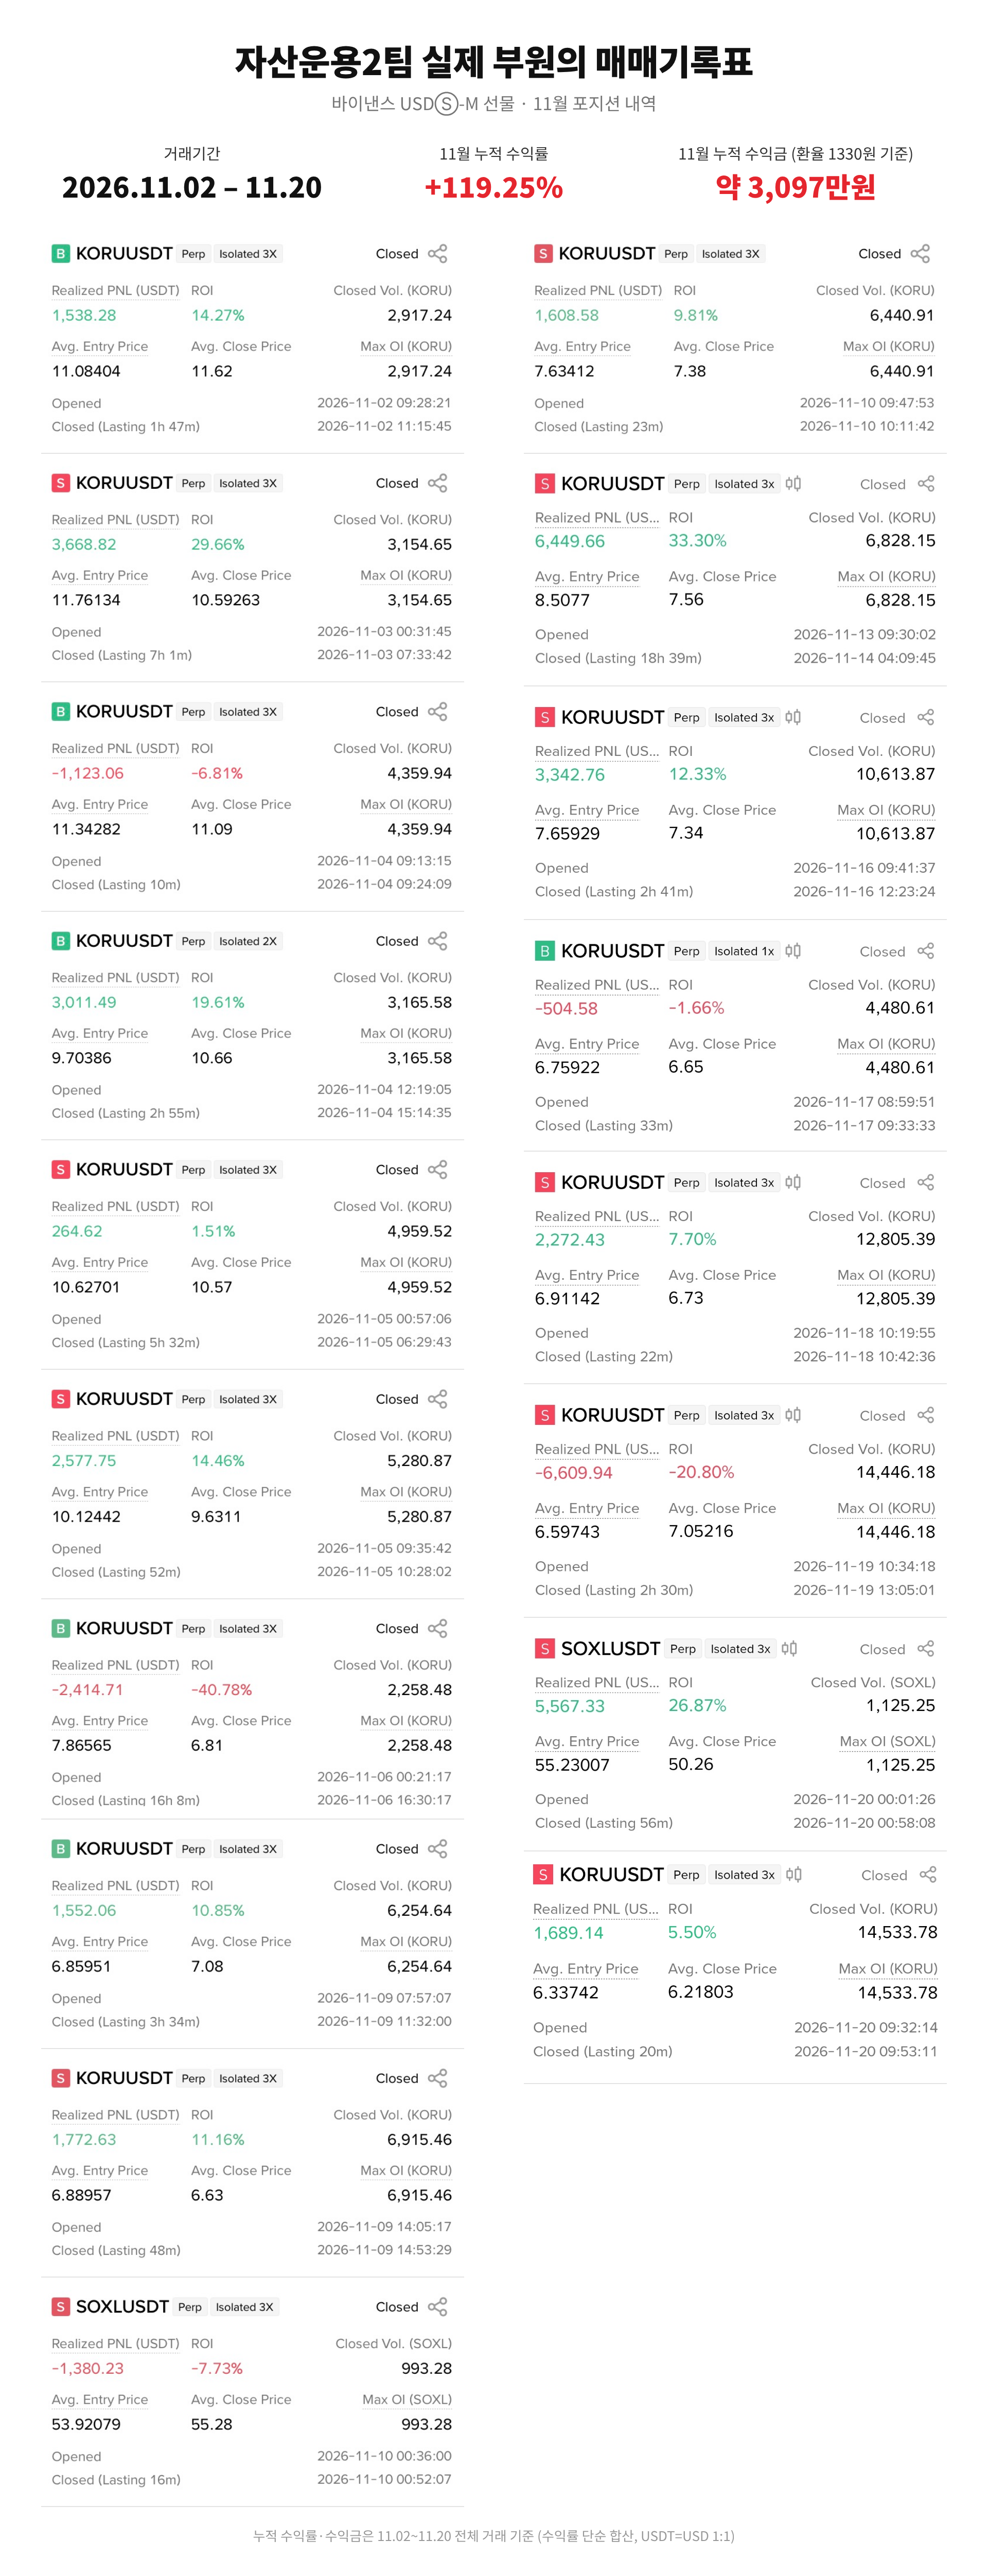 자산운용2팀 실제 부원의 매매기록표
바이낸스 USDⓈ-M 선물 · 11월 포지션 내역
거래기간
2026.11.02 – 11.20
11월 누적 수익률
+119.25%
11월 누적 수익금 (환율 1330원 기준)
약 3,097만원
B KORUUSDT Perp Isolated 3X Closed
Realized PNL (USDT) ROI Closed Vol. (KORU)
1,538.28 14.27% 2,917.24
Avg. Entry Price Avg. Close Price Max OI (KORU)
11.08404 11.62 2,917.24
Opened 2026-11-02 09:28:21
Closed (Lasting 1h 47m) 2026-11-02 11:15:45
S KORUUSDT Perp Isolated 3X Closed
Realized PNL (USDT) ROI Closed Vol. (KORU)
3,668.82 29.66% 3,154.65
Avg. Entry Price Avg. Close Price Max OI (KORU)
11.76134 10.59263 3,154.65
Opened 2026-11-03 00:31:45
Closed (Lasting 7h 1m) 2026-11-03 07:33:42
B KORUUSDT Perp Isolated 3X Closed
Realized PNL (USDT) ROI Closed Vol. (KORU)
-1,123.06 -6.81% 4,359.94
Avg. Entry Price Avg. Close Price Max OI (KORU)
11.34282 11.09 4,359.94
Opened 2026-11-04 09:13:15
Closed (Lasting 10m) 2026-11-04 09:24:09
B KORUUSDT Perp Isolated 2X Closed
Realized PNL (USDT) ROI Closed Vol. (KORU)
3,011.49 19.61% 3,165.58
Avg. Entry Price Avg. Close Price Max OI (KORU)
9.70386 10.66 3,165.58
Opened 2026-11-04 12:19:05
Closed (Lasting 2h 55m) 2026-11-04 15:14:35
S KORUUSDT Perp Isolated 3X Closed
Realized PNL (USDT) ROI Closed Vol. (KORU)
264.62 1.51% 4,959.52
Avg. Entry Price Avg. Close Price Max OI (KORU)
10.62701 10.57 4,959.52
Opened 2026-11-05 00:57:06
Closed (Lasting 5h 32m) 2026-11-05 06:29:43
S KORUUSDT Perp Isolated 3X Closed
Realized PNL (USDT) ROI Closed Vol. (KORU)
2,577.75 14.46% 5,280.87
Avg. Entry Price Avg. Close Price Max OI (KORU)
10.12442 9.6311 5,280.87
Opened 2026-11-05 09:35:42
Closed (Lasting 52m) 2026-11-05 10:28:02
B KORUUSDT Perp Isolated 3X Closed
Realized PNL (USDT) ROI Closed Vol. (KORU)
-2,414.71 -40.78% 2,258.48
Avg. Entry Price Avg. Close Price Max OI (KORU)
7.86565 6.81 2,258.48
Opened 2026-11-06 00:21:17
Closed (Lasting 16h 8m) 2026-11-06 16:30:17
B KORUUSDT Perp Isolated 3X Closed
Realized PNL (USDT) ROI Closed Vol. (KORU)
1,552.06 10.85% 6,254.64
Avg. Entry Price Avg. Close Price Max OI (KORU)
6.85951 7.08 6,254.64
Opened 2026-11-09 07:57:07
Closed (Lasting 3h 34m) 2026-11-09 11:32:00
S KORUUSDT Perp Isolated 3X Closed
Realized PNL (USDT) ROI Closed Vol. (KORU)
1,772.63 11.16% 6,915.46
Avg. Entry Price Avg. Close Price Max OI (KORU)
6.88957 6.63 6,915.46
Opened 2026-11-09 14:05:17
Closed (Lasting 48m) 2026-11-09 14:53:29
S SOXLUSDT Perp Isolated 3X Closed
Realized PNL (USDT) ROI Closed Vol. (SOXL)
-1,380.23 -7.73% 993.28
Avg. Entry Price Avg. Close Price Max OI (SOXL)
53.92079 55.28 993.28
Opened 2026-11-10 00:36:00
Closed (Lasting 16m) 2026-11-10 00:52:07
S KORUUSDT Perp Isolated 3X Closed
Realized PNL (USDT) ROI Closed Vol. (KORU)
1,608.58 9.81% 6,440.91
Avg. Entry Price Avg. Close Price Max OI (KORU)
7.63412 7.38 6,440.91
Opened 2026-11-10 09:47:53
Closed (Lasting 23m) 2026-11-10 10:11:42
S KORUUSDT Perp Isolated 3x Closed
Realized PNL (US... ROI Closed Vol. (KORU)
6,449.66 33.30% 6,828.15
Avg. Entry Price Avg. Close Price Max OI (KORU)
8.5077 7.56 6,828.15
Opened 2026-11-13 09:30:02
Closed (Lasting 18h 39m) 2026-11-14 04:09:45
S KORUUSDT Perp Isolated 3x Closed
Realized PNL (US... ROI Closed Vol. (KORU)
3,342.76 12.33% 10,613.87
Avg. Entry Price Avg. Close Price Max OI (KORU)
7.65929 7.34 10,613.87
Opened 2026-11-16 09:41:37
Closed (Lasting 2h 41m) 2026-11-16 12:23:24
B KORUUSDT Perp Isolated 1x Closed
Realized PNL (US... ROI Closed Vol. (KORU)
-504.58 -1.66% 4,480.61
Avg. Entry Price Avg. Close Price Max OI (KORU)
6.75922 6.65 4,480.61
Opened 2026-11-17 08:59:51
Closed (Lasting 33m) 2026-11-17 09:33:33
S KORUUSDT Perp Isolated 3x Closed
Realized PNL (US... ROI Closed Vol. (KORU)
2,272.43 7.70% 12,805.39
Avg. Entry Price Avg. Close Price Max OI (KORU)
6.91142 6.73 12,805.39
Opened 2026-11-18 10:19:55
Closed (Lasting 22m) 2026-11-18 10:42:36
S KORUUSDT Perp Isolated 3x Closed
Realized PNL (US... ROI Closed Vol. (KORU)
-6,609.94 -20.80% 14,446.18
Avg. Entry Price Avg. Close Price Max OI (KORU)
6.59743 7.05216 14,446.18
Opened 2026-11-19 10:34:18
Closed (Lasting 2h 30m) 2026-11-19 13:05:01
S SOXLUSDT Perp Isolated 3x Closed
Realized PNL (US... ROI Closed Vol. (SOXL)
5,567.33 26.87% 1,125.25
Avg. Entry Price Avg. Close Price Max OI (SOXL)
55.23007 50.26 1,125.25
Opened 2026-11-20 00:01:26
Closed (Lasting 56m) 2026-11-20 00:58:08
S KORUUSDT Perp Isolated 3x Closed
Realized PNL (US... ROI Closed Vol. (KORU)
1,689.14 5.50% 14,533.78
Avg. Entry Price Avg. Close Price Max OI (KORU)
6.33742 6.21803 14,533.78
Opened 2026-11-20 09:32:14
Closed (Lasting 20m) 2026-11-20 09:53:11
누적 수익률·수익금은 11.02~11.20 전체 거래 기준 (수익률 단순 합산, USDT=USD 1:1)